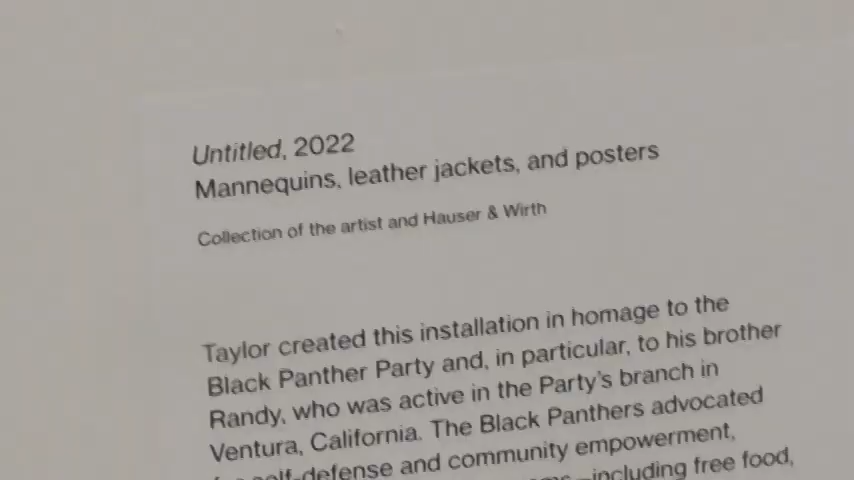 Untitled, 2022
Mannequins, leather jackets, and posters
Collection of the artist and Hauser & Wirth
Taylor created this installation in homage to the
Black Panther Party and, in particular, to his brother
Randy, who was active in the Party's branch in
Ventura, California. The Black Panthers advocated
self-defense and community empowerment,
including free food,